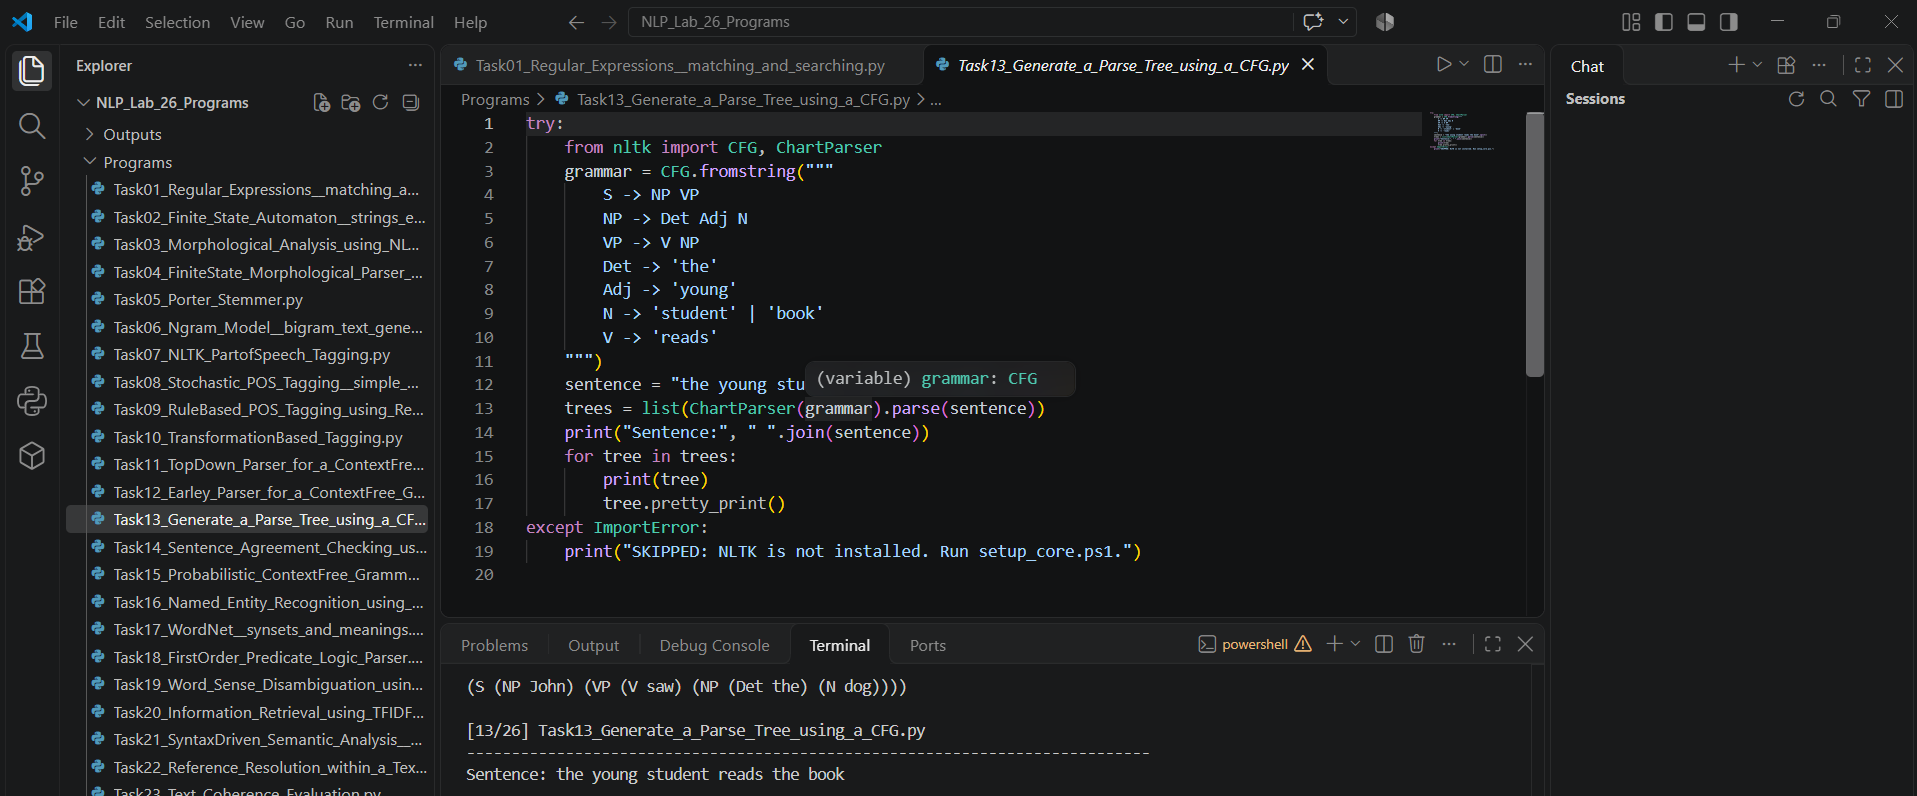 File Edit Selection View Go Run Terminal Help
NLP_Lab_26_Programs
Explorer
NLP_Lab_26_Programs
Outputs
Programs
Task01_Regular_Expressions__matching_a...
Task02_Finite_State_Automaton__strings_e...
Task03_Morphological_Analysis_using_NL...
Task04_FiniteState_Morphological_Parser_...
Task05_Porter_Stemmer.py
Task06_Ngram_Model__bigram_text_gene...
Task07_NLTK_PartofSpeech_Tagging.py
Task08_Stochastic_POS_Tagging__simple_...
Task09_RuleBased_POS_Tagging_using_Re...
Task10_TransformationBased_Tagging.py
Task11_TopDown_Parser_for_a_ContextFre...
Task12_Earley_Parser_for_a_ContextFree_G...
Task13_Generate_a_Parse_Tree_using_a_CF...
Task14_Sentence_Agreement_Checking_us...
Task15_Probabilistic_ContextFree_Gramm...
Task16_Named_Entity_Recognition_using_...
Task17_WordNet__synsets_and_meanings....
Task18_FirstOrder_Predicate_Logic_Parser....
Task19_Word_Sense_Disambiguation_usin...
Task20_Information_Retrieval_using_TFIDF...
Task21_SyntaxDriven_Semantic_Analysis__...
Task22_Reference_Resolution_within_a_Tex...
Task23_Text_Coherence_Evaluation.py
Task01_Regular_Expressions__matching_and_searching.py
Task13_Generate_a_Parse_Tree_using_a_CFG.py
Programs > Task13_Generate_a_Parse_Tree_using_a_CFG.py > ...
1 try:
2     from nltk import CFG, ChartParser
3     grammar = CFG.fromstring("""
4         S -> NP VP
5         NP -> Det Adj N
6         VP -> V NP
7         Det -> 'the'
8         Adj -> 'young'
9         N -> 'student' | 'book'
10         V -> 'reads'
11     """)
(variable) grammar: CFG
12     sentence = "the young stu
13     trees = list(ChartParser(grammar).parse(sentence))
14     print("Sentence:", " ".join(sentence))
15     for tree in trees:
16         print(tree)
17         tree.pretty_print()
18 except ImportError:
19     print("SKIPPED: NLTK is not installed. Run setup_core.ps1.")
20
Problems Output Debug Console Terminal Ports
powershell
(S (NP John) (VP (V saw) (NP (Det the) (N dog))))
[13/26] Task13_Generate_a_Parse_Tree_using_a_CFG.py
------------------------------------------------------------------------
Sentence: the young student reads the book
Chat
Sessions